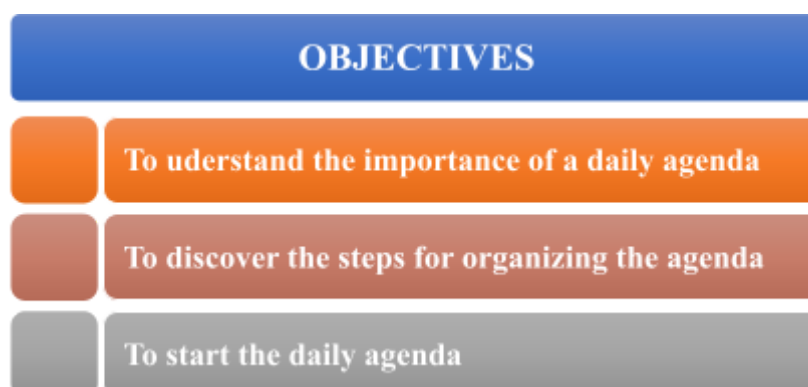 OBJECTIVES
To uderstand the importance of a daily agenda
To discover the steps for organizing the agenda
To start the daily agenda